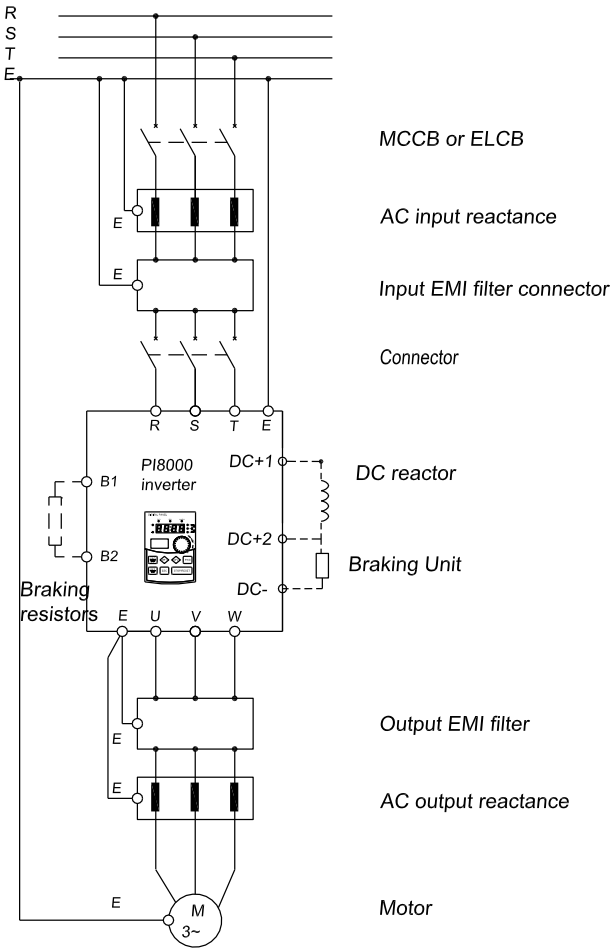 R
S
T
E
MCCB or ELCB
AC input reactance
E
E
Input EMI filter connector
Connector
R S T E
PI8000
inverter
DC+1
DC reactor
B1
DC+2
B2
Braking Unit
DC-
Braking
resistors
E U V W
Output EMI filter
E
E
AC output reactance
E
M
3~
Motor